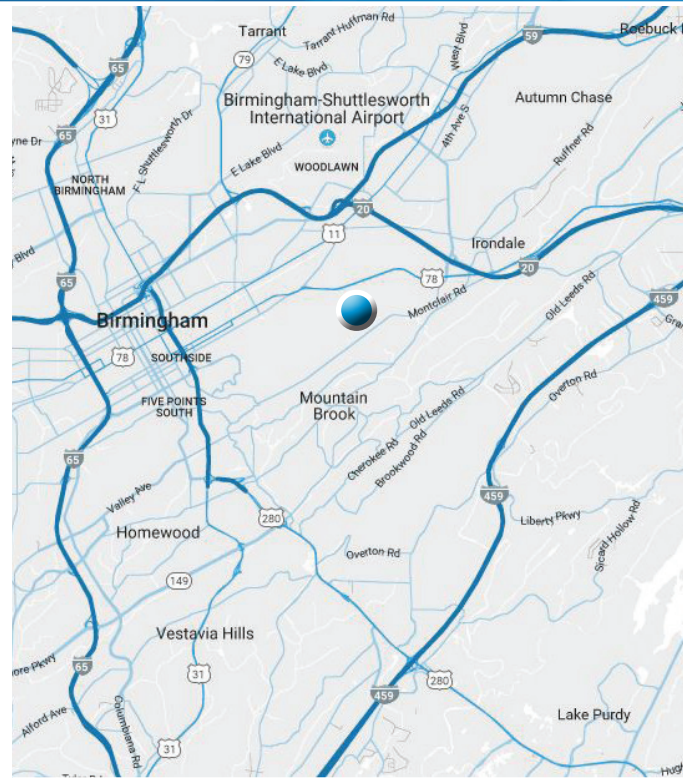 Tarrant
Tarrant Huffman Rd
West Blvd
59
65
79
E Lake Blvd
Birmingham-Shuttlesworth
International Airport
Autumn Chase
31
65
F L Shuttlesworth Dr
4th Ave S
Ruffner Rd
E Lake Blvd
WOODLAWN
NORTH
BIRMINGHAM
20
11
Irondale
20
78
65
Old Leeds Rd
459
Montclair Rd
Birmingham
78
SOUTHSIDE
Overton Rd
Mountain
Brook
FIVE POINTS
SOUTH
Old Leeds Rd
65
Cherokee Rd
Brookwood Rd
459
Valley Ave
280
Liberty Pkwy
Homewood
Sicard Hollow Rd
Overton Rd
149
Vestavia Hills
65
31
280
459
Alford Ave
Columbiana Rd
Lake Purdy
31